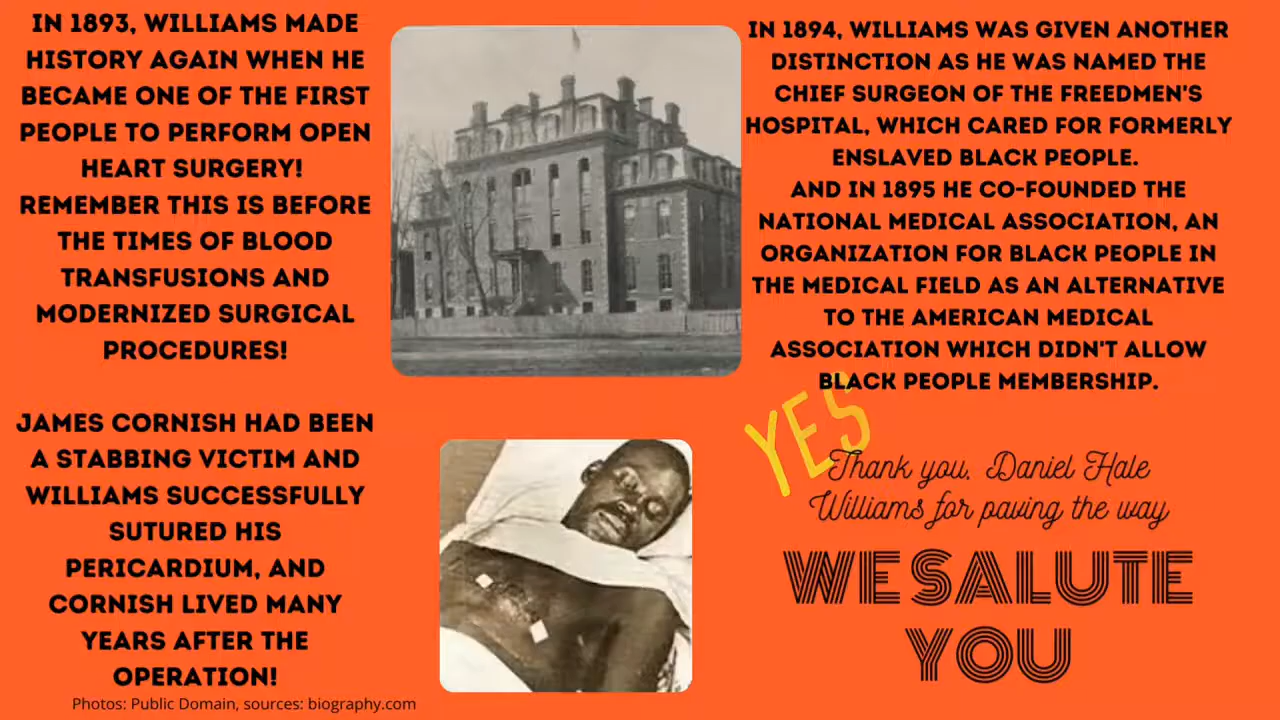 IN 1893, WILLIAMS MADE
HISTORY AGAIN WHEN HE
BECAME ONE OF THE FIRST
PEOPLE TO PERFORM OPEN
HEART SURGERY!
REMEMBER THIS IS BEFORE
THE TIMES OF BLOOD
TRANSFUSIONS AND
MODERNIZED SURGICAL
PROCEDURES!
JAMES CORNISH HAD BEEN
A STABBING VICTIM AND
WILLIAMS SUCCESSFULLY
SUTURED HIS
PERICARDIUM, AND
CORNISH LIVED MANY
YEARS AFTER THE
OPERATION!
Photos: Public Domain, sources: biography.com
IN 1894, WILLIAMS WAS GIVEN ANOTHER
DISTINCTION AS HE WAS NAMED THE
CHIEF SURGEON OF THE FREEDMEN'S
HOSPITAL, WHICH CARED FOR FORMERLY
ENSLAVED BLACK PEOPLE.
AND IN 1895 HE CO-FOUNDED THE
NATIONAL MEDICAL ASSOCIATION, AN
ORGANIZATION FOR BLACK PEOPLE IN
THE MEDICAL FIELD AS AN ALTERNATIVE
TO THE AMERICAN MEDICAL
ASSOCIATION WHICH DIDN'T ALLOW
BLACK PEOPLE MEMBERSHIP.
YES
Thank you, Daniel Hale
Williams for paving the way
WE SALUTE
YOU